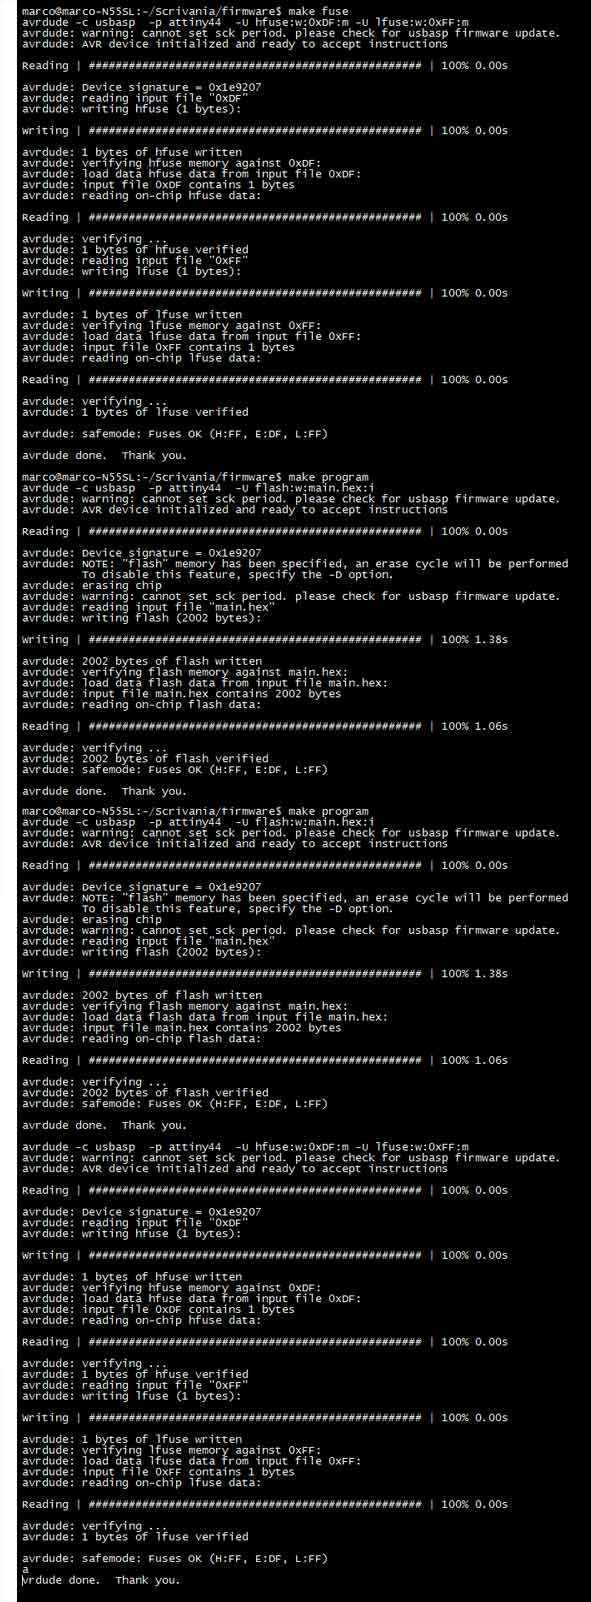 marco@marco-N55SL:~/Scrivania/firmware$ make fuse
avrdude -c usbasp  -p attiny44  -U hfuse:w:0xDF:m -U lfuse:w:0xFF:m
avrdude: warning: cannot set sck period. please check for usbasp firmware update.
avrdude: AVR device initialized and ready to accept instructions
Reading | ################################################## | 100% 0.00s
avrdude: Device signature = 0x1e9207
avrdude: reading input file "0xDF"
avrdude: writing hfuse (1 bytes):
Writing | ################################################## | 100% 0.00s
avrdude: 1 bytes of hfuse written
avrdude: verifying hfuse memory against 0xDF:
avrdude: load data hfuse data from input file 0xDF:
avrdude: input file 0xDF contains 1 bytes
avrdude: reading on-chip hfuse data:
Reading | ################################################## | 100% 0.00s
avrdude: verifying ...
avrdude: 1 bytes of hfuse verified
avrdude: reading input file "0xFF"
avrdude: writing lfuse (1 bytes):
Writing | ################################################## | 100% 0.00s
avrdude: 1 bytes of lfuse written
avrdude: verifying lfuse memory against 0xFF:
avrdude: load data lfuse data from input file 0xFF:
avrdude: input file 0xFF contains 1 bytes
avrdude: reading on-chip lfuse data:
Reading | ################################################## | 100% 0.00s
avrdude: verifying ...
avrdude: 1 bytes of lfuse verified
avrdude: safemode: Fuses OK (H:FF, E:DF, L:FF)
avrdude done.  Thank you.
marco@marco-N55SL:~/Scrivania/firmware$ make program
avrdude -c usbasp  -p attiny44  -U flash:w:main.hex:i
avrdude: warning: cannot set sck period. please check for usbasp firmware update.
avrdude: AVR device initialized and ready to accept instructions
Reading | ################################################## | 100% 0.00s
avrdude: Device signature = 0x1e9207
avrdude: NOTE: "flash" memory has been specified, an erase cycle will be performed
To disable this feature, specify the -D option.
avrdude: erasing chip
avrdude: warning: cannot set sck period. please check for usbasp firmware update.
avrdude: reading input file "main.hex"
avrdude: writing flash (2002 bytes):
Writing | ################################################## | 100% 1.38s
avrdude: 2002 bytes of flash written
avrdude: verifying flash memory against main.hex:
avrdude: load data flash data from input file main.hex:
avrdude: input file main.hex contains 2002 bytes
avrdude: reading on-chip flash data:
Reading | ################################################## | 100% 1.06s
avrdude: verifying ...
avrdude: 2002 bytes of flash verified
avrdude: safemode: Fuses OK (H:FF, E:DF, L:FF)
avrdude done.  Thank you.
marco@marco-N55SL:~/Scrivania/firmware$ make program
avrdude -c usbasp  -p attiny44  -U flash:w:main.hex:i
avrdude: warning: cannot set sck period. please check for usbasp firmware update.
avrdude: AVR device initialized and ready to accept instructions
Reading | ################################################## | 100% 0.00s
avrdude: Device signature = 0x1e9207
avrdude: NOTE: "flash" memory has been specified, an erase cycle will be performed
To disable this feature, specify the -D option.
avrdude: erasing chip
avrdude: warning: cannot set sck period. please check for usbasp firmware update.
avrdude: reading input file "main.hex"
avrdude: writing flash (2002 bytes):
Writing | ################################################## | 100% 1.38s
avrdude: 2002 bytes of flash written
avrdude: verifying flash memory against main.hex:
avrdude: load data flash data from input file main.hex:
avrdude: input file main.hex contains 2002 bytes
avrdude: reading on-chip flash data:
Reading | ################################################## | 100% 1.06s
avrdude: verifying ...
avrdude: 2002 bytes of flash verified
avrdude: safemode: Fuses OK (H:FF, E:DF, L:FF)
avrdude done.  Thank you.
avrdude -c usbasp  -p attiny44  -U hfuse:w:0xDF:m -U lfuse:w:0xFF:m
avrdude: warning: cannot set sck period. please check for usbasp firmware update.
avrdude: AVR device initialized and ready to accept instructions
Reading | ################################################## | 100% 0.00s
avrdude: Device signature = 0x1e9207
avrdude: reading input file "0xDF"
avrdude: writing hfuse (1 bytes):
Writing | ################################################## | 100% 0.00s
avrdude: 1 bytes of hfuse written
avrdude: verifying hfuse memory against 0xDF:
avrdude: load data hfuse data from input file 0xDF:
avrdude: input file 0xDF contains 1 bytes
avrdude: reading on-chip hfuse data:
Reading | ################################################## | 100% 0.00s
avrdude: verifying ...
avrdude: 1 bytes of hfuse verified
avrdude: reading input file "0xFF"
avrdude: writing lfuse (1 bytes):
Writing | ################################################## | 100% 0.00s
avrdude: 1 bytes of lfuse written
avrdude: verifying lfuse memory against 0xFF:
avrdude: load data lfuse data from input file 0xFF:
avrdude: input file 0xFF contains 1 bytes
avrdude: reading on-chip lfuse data:
Reading | ################################################## | 100% 0.00s
avrdude: verifying ...
avrdude: 1 bytes of lfuse verified
avrdude: safemode: Fuses OK (H:FF, E:DF, L:FF)
a
vrdude done.  Thank you.